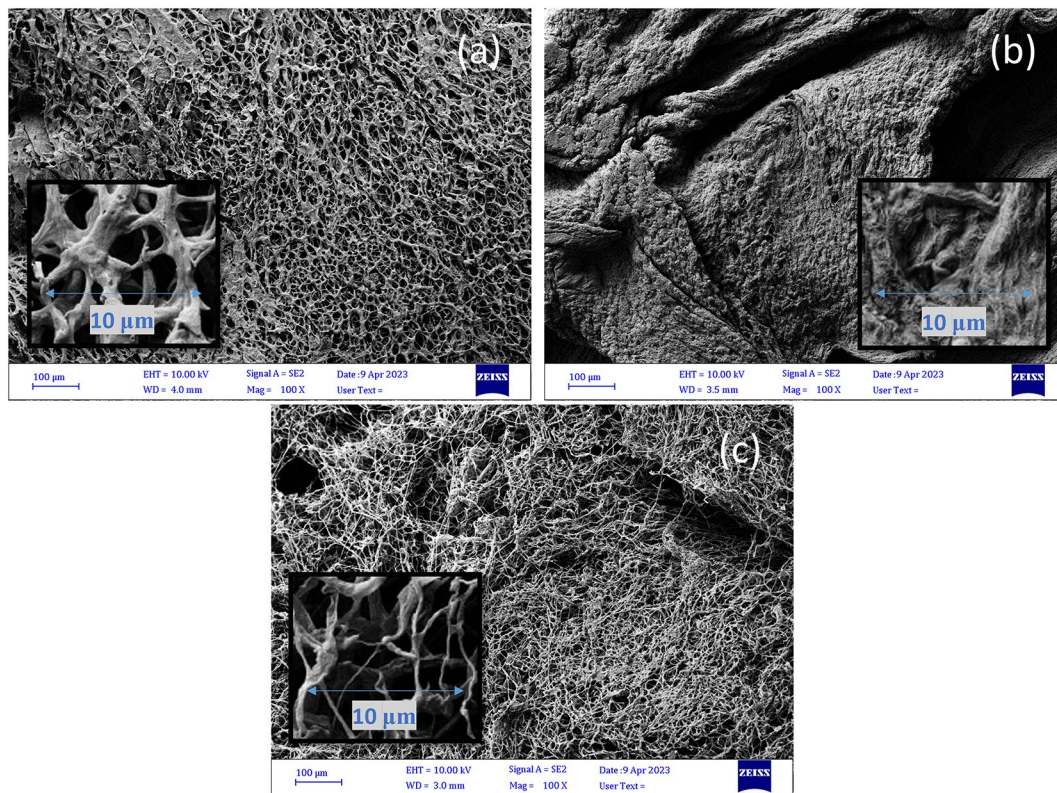 (a)
10 µm
100 µm
EHT = 10.00 kV Signal A = SE2 Date :9 Apr 2023
WD = 4.0 mm Mag = 100 X User Text =
ZEISS
(b)
10 µm
100 µm
EHT = 10.00 kV Signal A = SE2 Date :9 Apr 2023
WD = 3.5 mm Mag = 100 X User Text =
ZEISS
(c)
10 µm
100 µm
EHT = 10.00 kV Signal A = SE2 Date :9 Apr 2023
WD = 3.0 mm Mag = 100 X User Text =
ZEISS